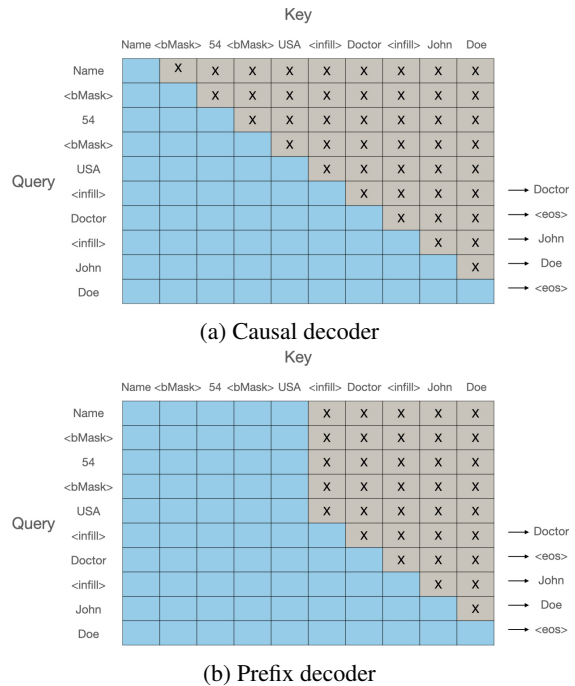 Key
Name <bMask> 54 <bMask> USA <infill> Doctor <infill> John Doe
Name X X X X X X X X X
<bMask> X X X X X X X X
54 X X X X X X X
<bMask> X X X X X X
USA X X X X X
Query
<infill> X X X X → Doctor
Doctor X X X → <eos>
<infill> X X → John
John X → Doe
Doe → <eos>
(a) Causal decoder
Key
Name <bMask> 54 <bMask> USA <infill> Doctor <infill> John Doe
Name X X X X X
<bMask> X X X X X
54 X X X X X
<bMask> X X X X X
USA X X X X X
Query
<infill> X X X X → Doctor
Doctor X X X → <eos>
<infill> X X → John
John X → Doe
Doe → <eos>
(b) Prefix decoder